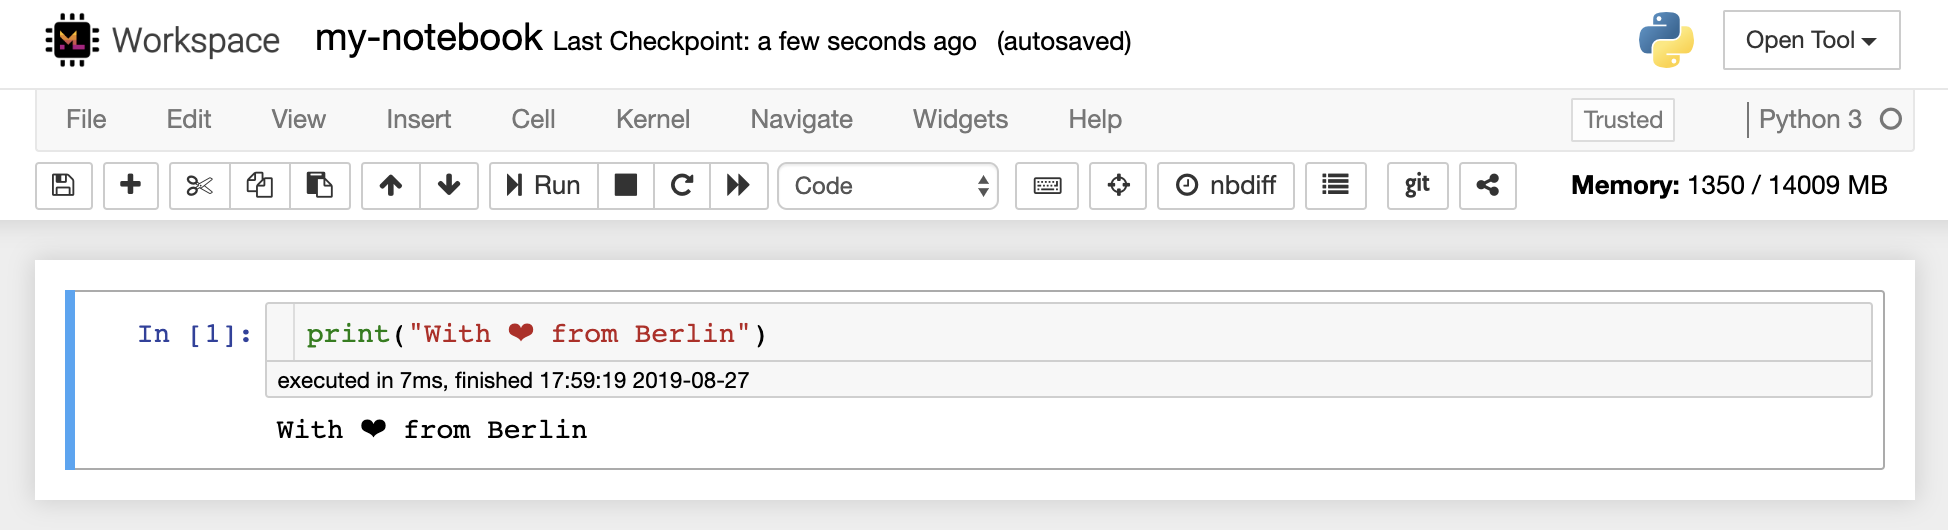 ML Workspace my-notebook Last Checkpoint: a few seconds ago (autosaved) Open Tool
File Edit View Insert Cell Kernel Navigate Widgets Help Trusted Python 3
Run Code nbdiff git Memory: 1350 / 14009 MB
In [1]: print("With ❤ from Berlin")
executed in 7ms, finished 17:59:19 2019-08-27
With ❤ from Berlin